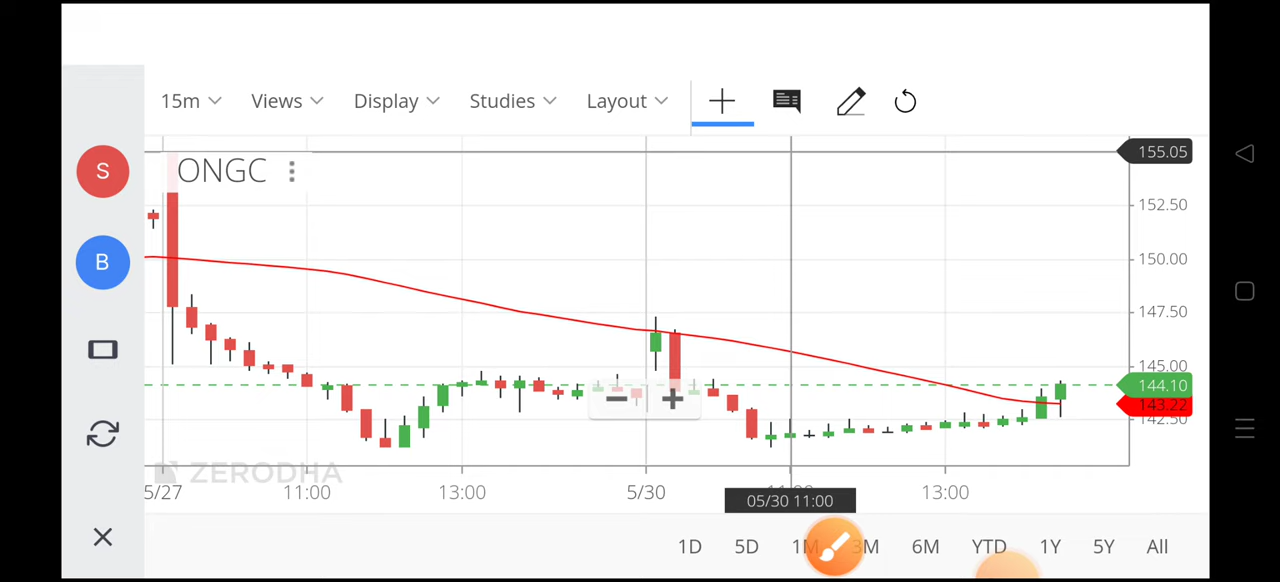 15m Views Display Studies Layout
155.05
S
ONGC
152.50
B
150.00
147.50
145.00
144.10
143.22
142.50
ZERODHA
5/27 11:00 13:00 5/30 11:00 13:00
05/30 11:00
1D 5D 1M 3M 6M YTD 1Y 5Y All